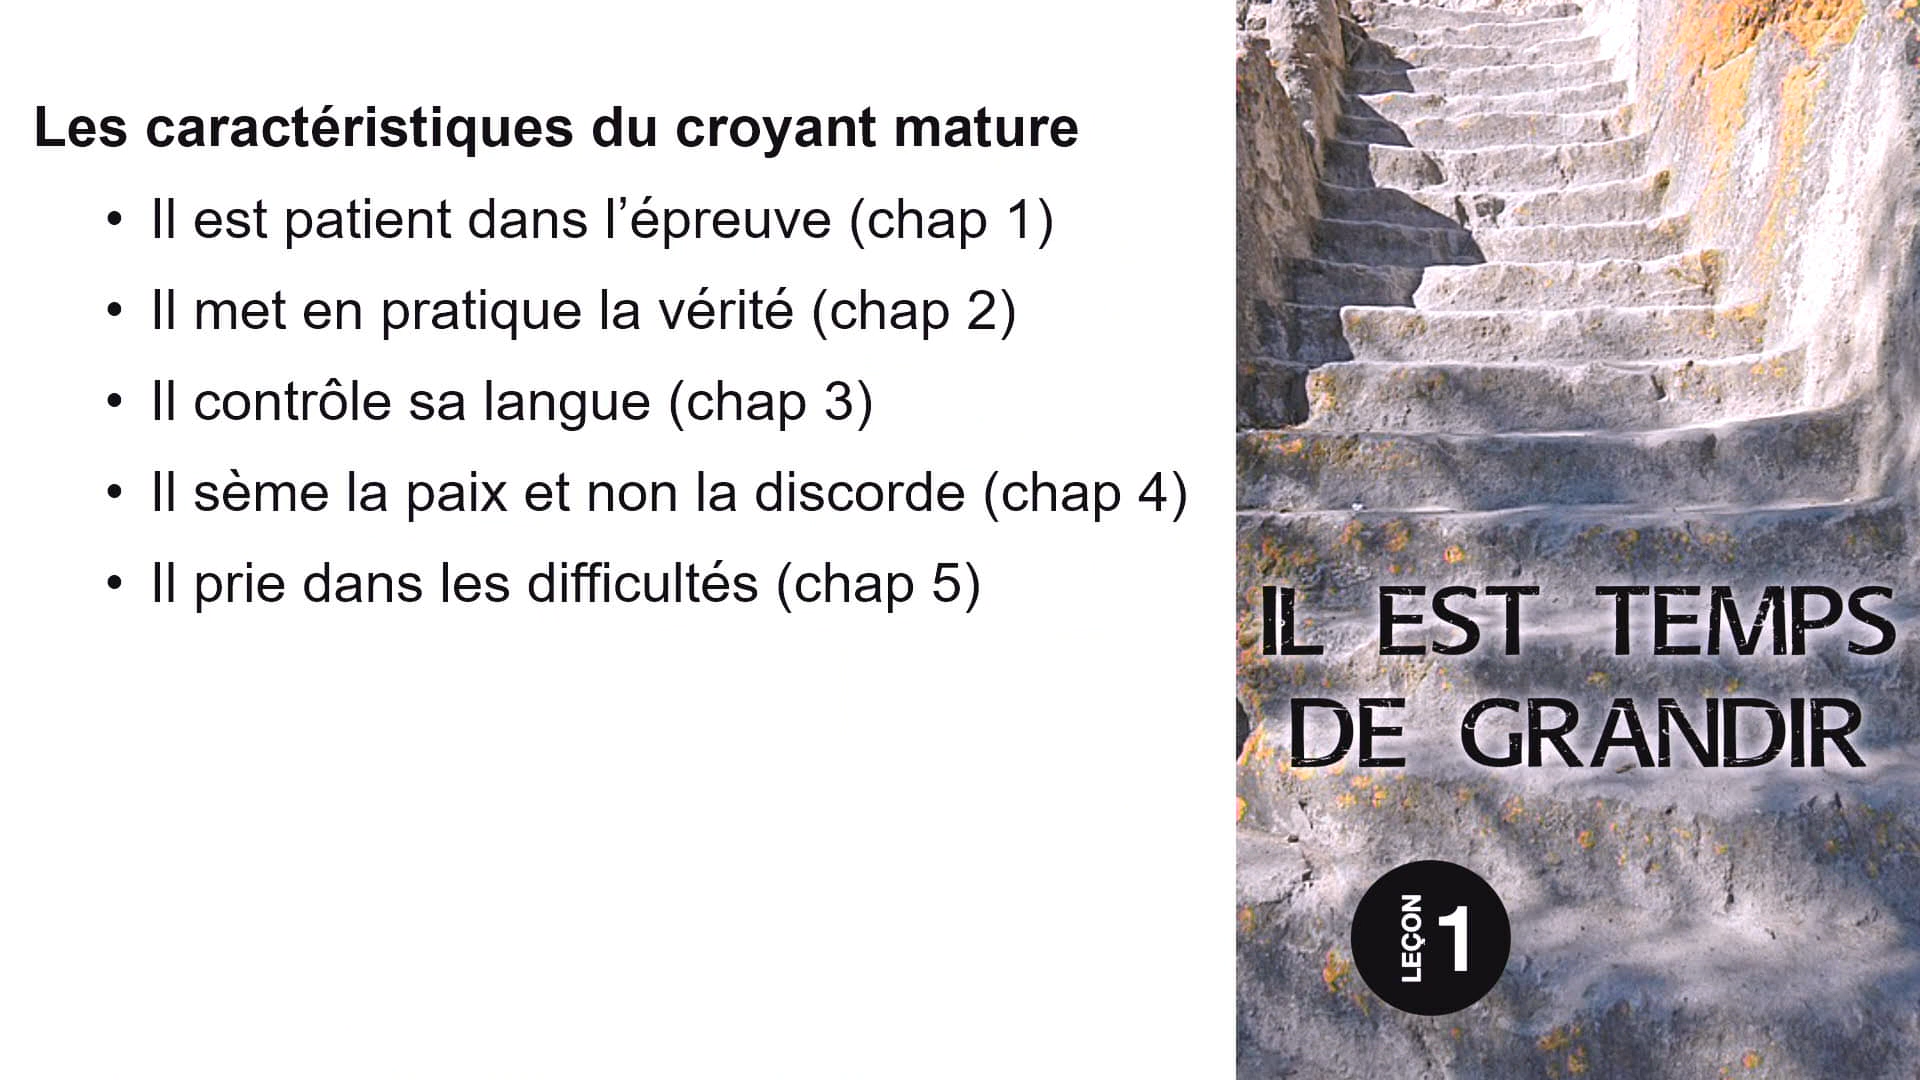 Les caractéristiques du croyant mature
• Il est patient dans l’épreuve (chap 1)
• Il met en pratique la vérité (chap 2)
• Il contrôle sa langue (chap 3)
• Il sème la paix et non la discorde (chap 4)
• Il prie dans les difficultés (chap 5)
IL EST TEMPS
DE GRANDIR
LEÇON 1